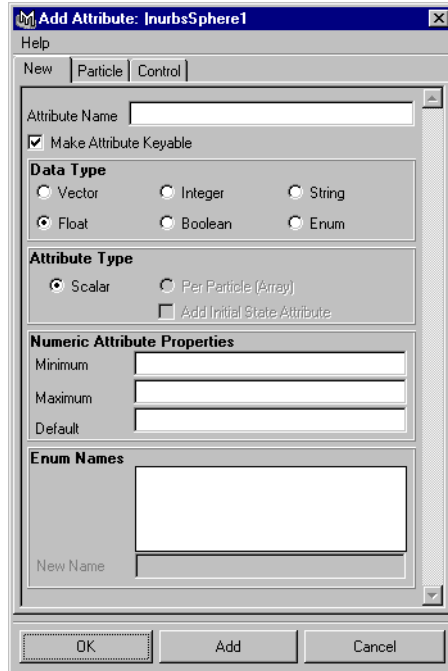 Add Attribute: |nurbsSphere1
Help
New Particle Control
Attribute Name
Make Attribute Keyable
Data Type
Vector Integer String
Float Boolean Enum
Attribute Type
Scalar Per Particle (Array)
Add Initial State Attribute
Numeric Attribute Properties
Minimum
Maximum
Default
Enum Names
New Name
OK Add Cancel